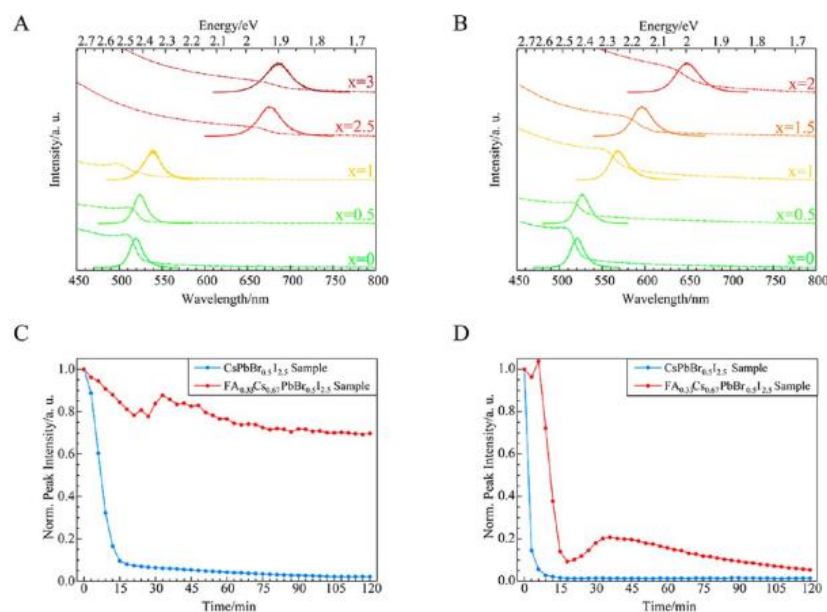 A
Energy/eV
2.7 2.6 2.5 2.4 2.3 2.2 2.1 2 1.9 1.8 1.7
Intensity/a. u.
x=3
x=2.5
x=1
x=0.5
x=0
450 500 550 600 650 700 750 800
Wavelength/nm
B
Energy/eV
2.7 2.6 2.5 2.4 2.3 2.2 2.1 2 1.9 1.8 1.7
Intensity/a. u.
x=2
x=1.5
x=1
x=0.5
x=0
450 500 550 600 650 700 750 800
Wavelength/nm
C
Norm. Peak Intensity/a. u.
1.0
0.8
0.6
0.4
0.2
0.0
CsPbBr0.5I2.5 Sample
FA0.33Cs0.67PbBr0.5I2.5 Sample
0 15 30 45 60 75 90 105 120
Time/min
D
Norm. Peak Intensity/a. u.
1.0
0.8
0.6
0.4
0.2
0.0
CsPbBr0.5I2.5 Sample
FA0.33Cs0.67PbBr0.5I2.5 Sample
0 15 30 45 60 75 90 105 120
Time/min